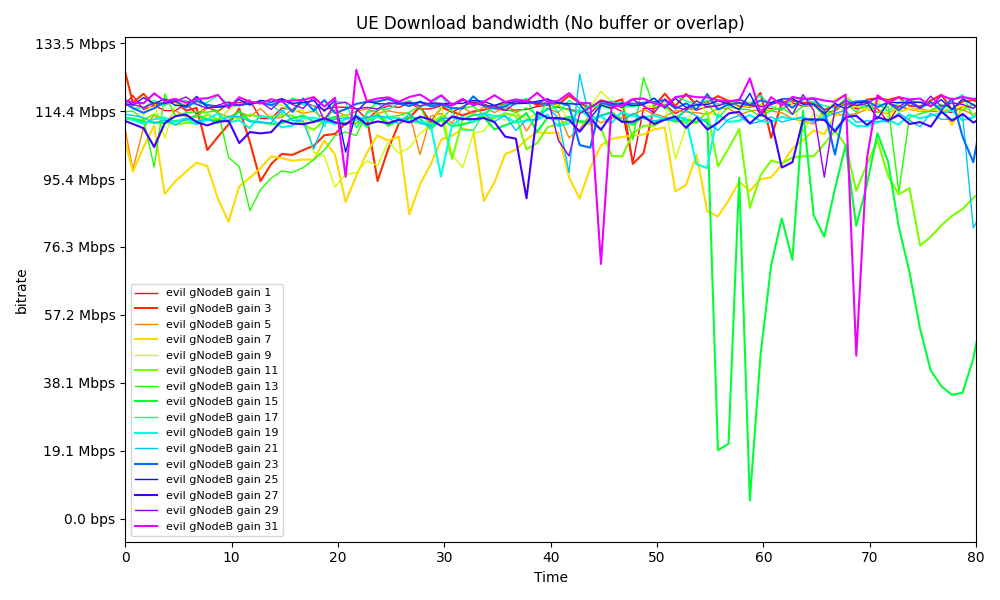 UE Download bandwidth (No buffer or overlap)
133.5 Mbps
114.4 Mbps
95.4 Mbps
76.3 Mbps
57.2 Mbps
38.1 Mbps
19.1 Mbps
0.0 bps
bitrate
evil gNodeB gain 1
evil gNodeB gain 3
evil gNodeB gain 5
evil gNodeB gain 7
evil gNodeB gain 9
evil gNodeB gain 11
evil gNodeB gain 13
evil gNodeB gain 15
evil gNodeB gain 17
evil gNodeB gain 19
evil gNodeB gain 21
evil gNodeB gain 23
evil gNodeB gain 25
evil gNodeB gain 27
evil gNodeB gain 29
evil gNodeB gain 31
0 10 20 30 40 50 60 70 80
Time